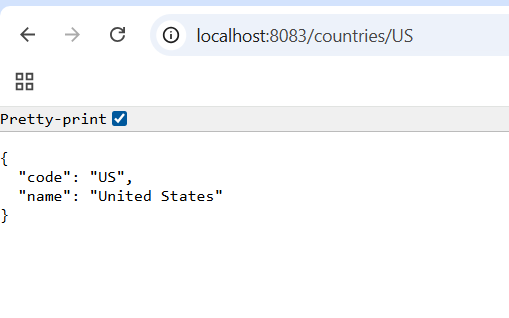 localhost:8083/countries/US
Pretty-print
{
  "code": "US",
  "name": "United States"
}